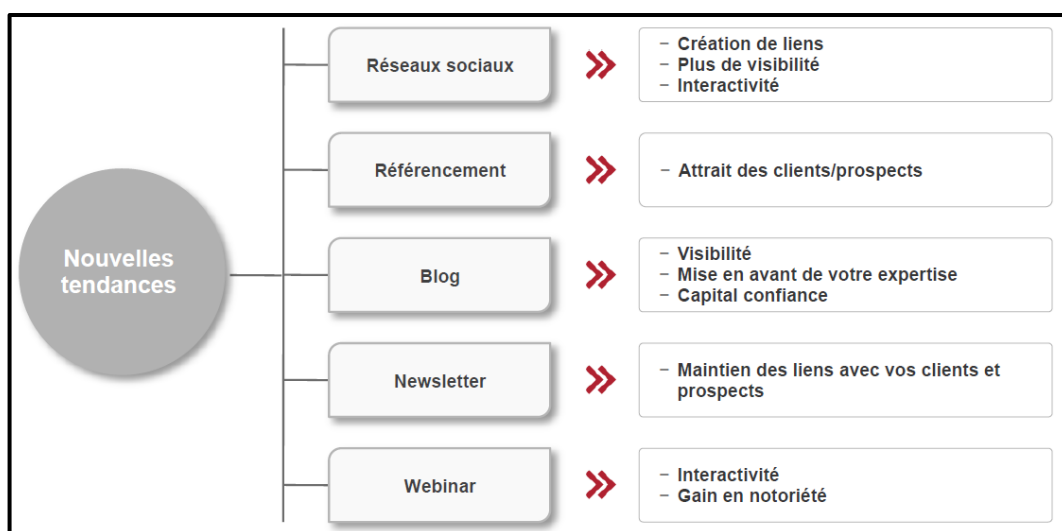 Nouvelles
tendances
Réseaux sociaux
− Création de liens
− Plus de visibilité
− Interactivité
Référencement
− Attrait des clients/prospects
Blog
− Visibilité
− Mise en avant de votre expertise
− Capital confiance
Newsletter
− Maintien des liens avec vos clients et
prospects
Webinar
− Interactivité
− Gain en notoriété